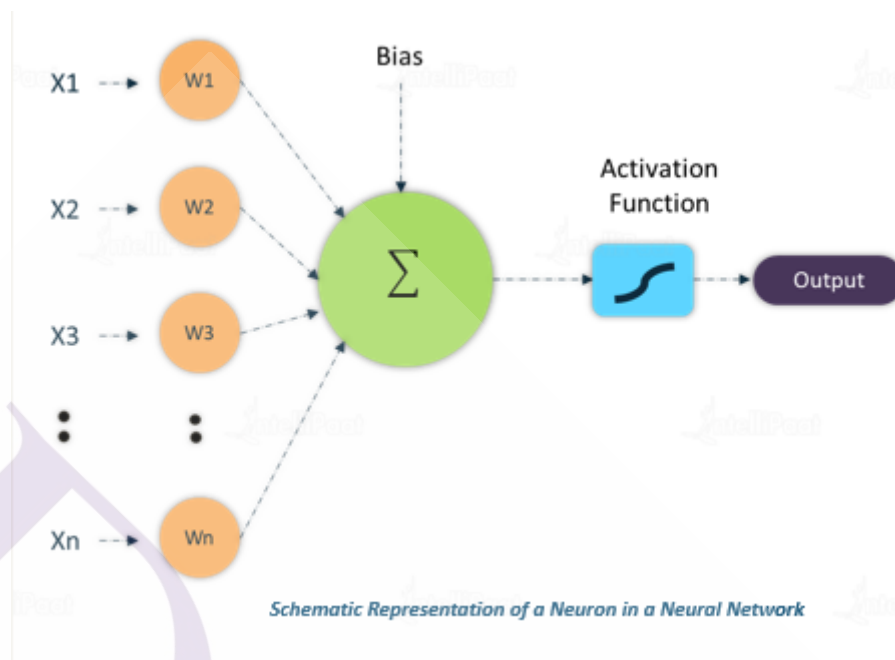 Bias
X1
W1
Activation
Function
X2
W2
Σ
Output
X3
W3
Xn
Wn
Schematic Representation of a Neuron in a Neural Network